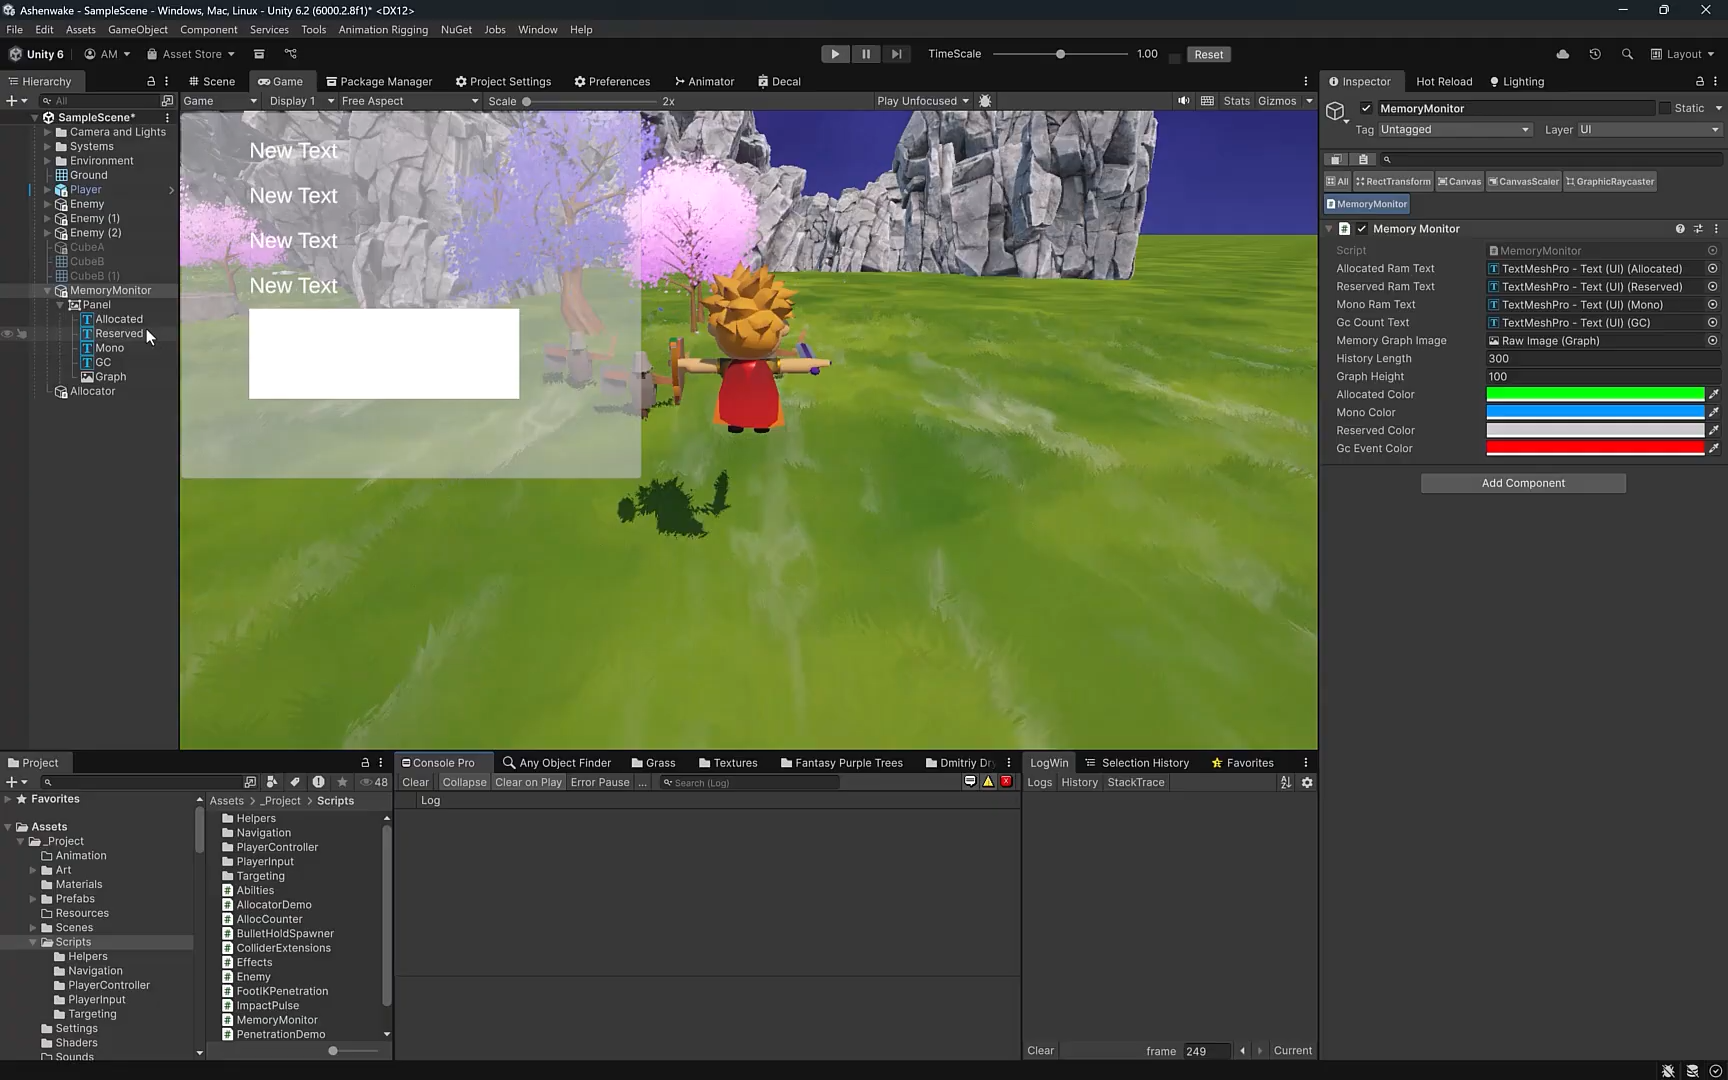 Ashenwake - SampleScene - Windows, Mac, Linux - Unity 6.2 (6000.2.8f1)* <DX12>
File Edit Assets GameObject Component Services Tools Animation Rigging NuGet Jobs Window Help
Unity 6 AM Asset Store TimeScale 1.00 Reset Layout
Hierarchy Scene Game Package Manager Project Settings Preferences Animator Decal Inspector Hot Reload Lighting
All Game Display 1 Free Aspect Scale 2x Play Unfocused Stats Gizmos
MemoryMonitor Static
Tag Untagged Layer UI
All RectTransform Canvas CanvasScaler GraphicRaycaster
MemoryMonitor
Memory Monitor
Script MemoryMonitor
Allocated Ram Text TextMeshPro - Text (UI) (Allocated)
Reserved Ram Text TextMeshPro - Text (UI) (Reserved)
Mono Ram Text TextMeshPro - Text (UI) (Mono)
Gc Count Text TextMeshPro - Text (UI) (GC)
Memory Graph Image Raw Image (Graph)
History Length 300
Graph Height 100
Allocated Color
Mono Color
Reserved Color
Gc Event Color
Add Component
SampleScene*
Camera and Lights
Systems
Environment
Ground
Player
Enemy
Enemy (1)
Enemy (2)
CubeA
CubeB
CubeB (1)
MemoryMonitor
Panel
Allocated
Reserved
Mono
GC
Graph
Allocator
New Text
New Text
New Text
New Text
Project Console Pro Any Object Finder Grass Textures Fantasy Purple Trees Dmitriy Dry LogWin Selection History Favorites
48 Clear Collapse Clear on Play Error Pause ... Search (Log) Logs History StackTrace
Favorites
Assets
_Project
Animation
Art
Materials
Prefabs
Resources
Scenes
Scripts
Helpers
Navigation
PlayerController
PlayerInput
Targeting
Settings
Shaders
Sounds
Assets > _Project > Scripts
Helpers
Navigation
PlayerController
PlayerInput
Targeting
Abilties
AllocatorDemo
AllocCounter
BulletHoldSpawner
ColliderExtensions
Effects
Enemy
FootIKPenetration
ImpactPulse
MemoryMonitor
PenetrationDemo
Log
Clear frame 249 Current